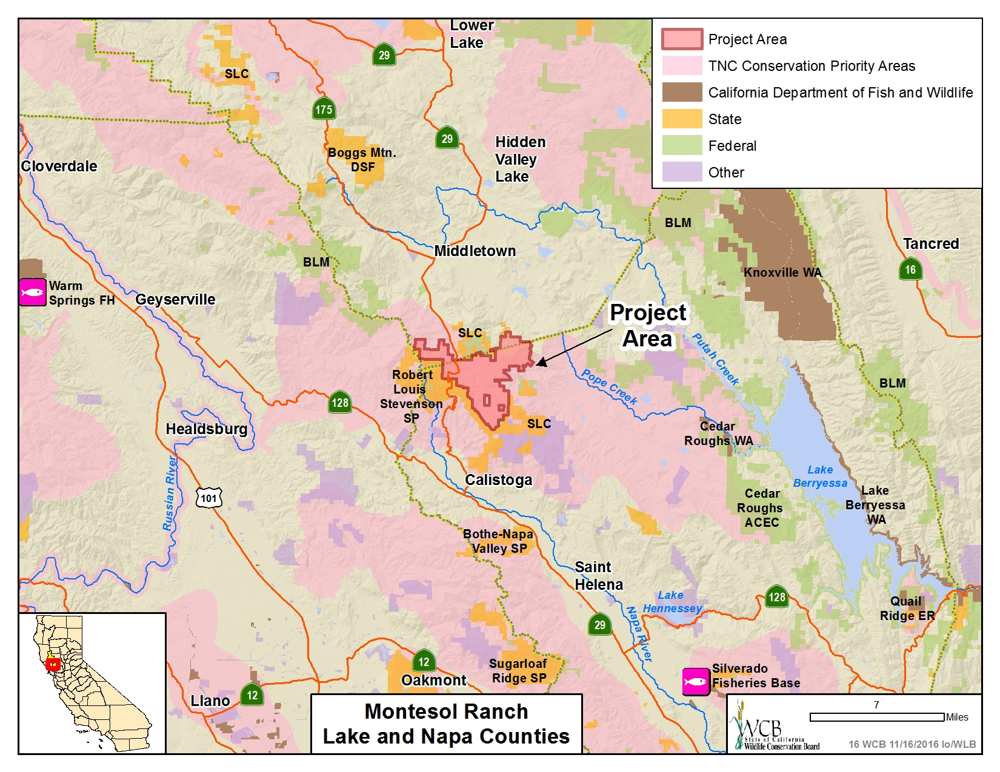 Lower
Lake
29
SLC
175
29
Hidden
Valley
Lake
Boggs Mtn.
DSF
Cloverdale
Project Area
TNC Conservation Priority Areas
California Department of Fish and Wildlife
State
Federal
Other
BLM
Tancred
16
Middletown
BLM
Knoxville WA
Warm
Springs FH
Geyserville
Project
Area
SLC
Putah Creek
Pope Creek
Robert
Louis
Stevenson
SP
BLM
128
SLC
Healdsburg
Cedar
Roughs WA
Russian River
101
Calistoga
Lake
Berryessa
Cedar
Roughs
ACEC
Lake
Berryessa
WA
Bothe-Napa
Valley SP
Saint
Helena
Lake
Hennessey
128
Quail
Ridge ER
29
Napa River
12
Oakmont
Sugarloaf
Ridge SP
Silverado
Fisheries Base
Llano
12
Montesol Ranch
Lake and Napa Counties
WCB
State of California
Wildlife Conservation Board
7
Miles
16 WCB 11/16/2016 lo/WLB